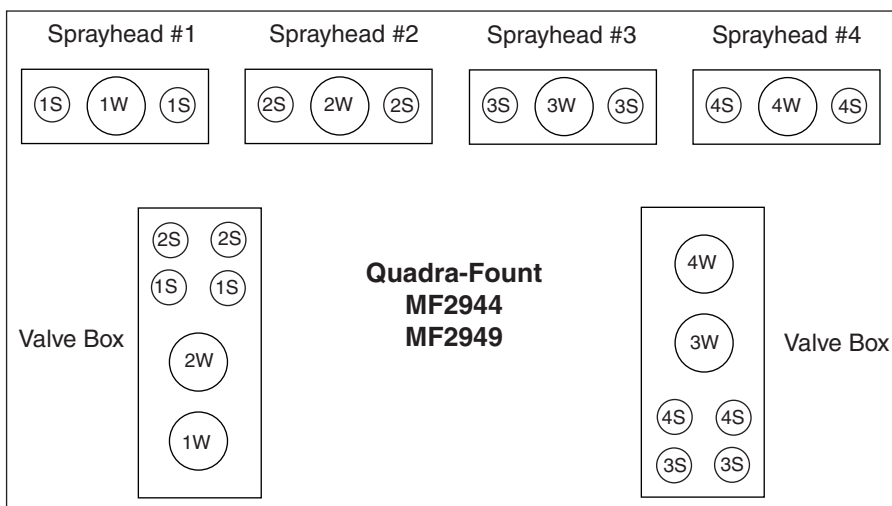 Sprayhead #1 Sprayhead #2 Sprayhead #3 Sprayhead #4
1S 1W 1S 2S 2W 2S 3S 3W 3S 4S 4W 4S
2S 2S
1S 1S
2W
1W
Valve Box
Quadra-Fount
MF2944
MF2949
4W
3W
4S 4S
3S 3S
Valve Box